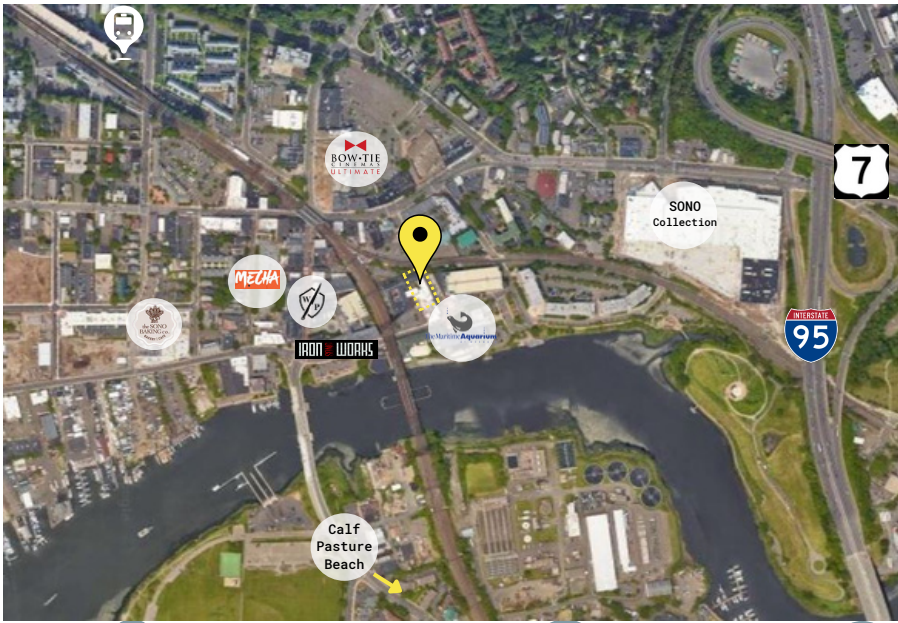 BOW·TIE
CINEMAS
ULTIMATE
7
SONO
Collection
MECHA
W P
the SONO
BAKING CO.
IRON WORKS
the Maritime Aquarium
INTERSTATE
95
Calf
Pasture
Beach